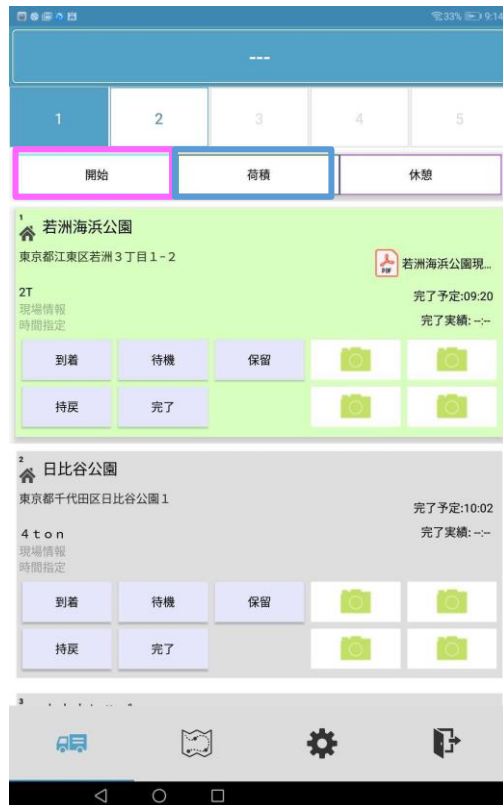 33% 9:14
---
1 2 3 4 5
開始 荷積 休憩
1
若洲海浜公園
東京都江東区若洲3丁目1-2
PDF 若洲海浜公園現...
2T
完了予定:09:20
現場情報
時間指定
完了実績: --:--
到着 待機 保留
持戻 完了
2
日比谷公園
東京都千代田区日比谷公園1
完了予定:10:02
4ton
完了実績: --:--
現場情報
時間指定
到着 待機 保留
持戻 完了
3